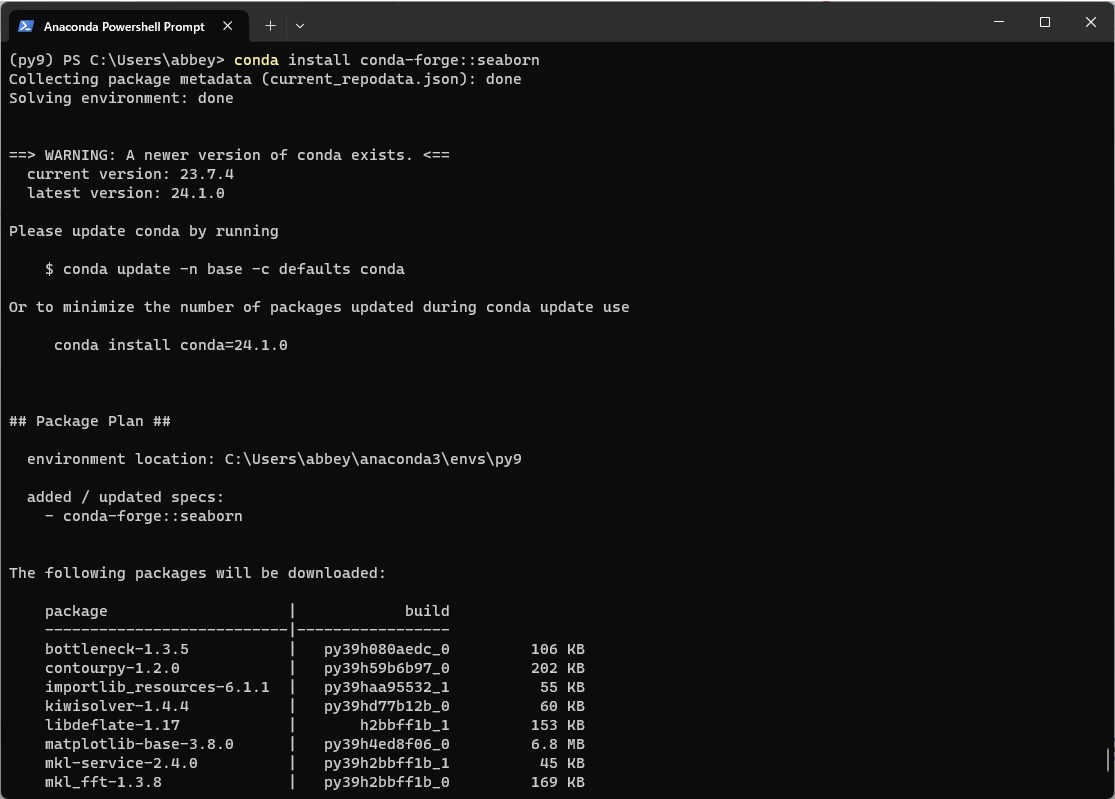 Anaconda Powershell Prompt
(py9) PS C:\Users\abbey> conda install conda-forge::seaborn
Collecting package metadata (current_repodata.json): done
Solving environment: done
==> WARNING: A newer version of conda exists. <==
  current version: 23.7.4
  latest version: 24.1.0
Please update conda by running
    $ conda update -n base -c defaults conda
Or to minimize the number of packages updated during conda update use
     conda install conda=24.1.0
## Package Plan ##
  environment location: C:\Users\abbey\anaconda3\envs\py9
  added / updated specs:
    - conda-forge::seaborn
The following packages will be downloaded:
    package                    |            build
    ---------------------------|-----------------
    bottleneck-1.3.5           |   py39h080aedc_0         106 KB
    contourpy-1.2.0            |   py39h59b6b97_0         202 KB
    importlib_resources-6.1.1  |   py39haa95532_1          55 KB
    kiwisolver-1.4.4           |   py39hd77b12b_0          60 KB
    libdeflate-1.17            |       h2bbff1b_1         153 KB
    matplotlib-base-3.8.0      |   py39h4ed8f06_0         6.8 MB
    mkl-service-2.4.0          |   py39h2bbff1b_1          45 KB
    mkl_fft-1.3.8              |   py39h2bbff1b_0         169 KB